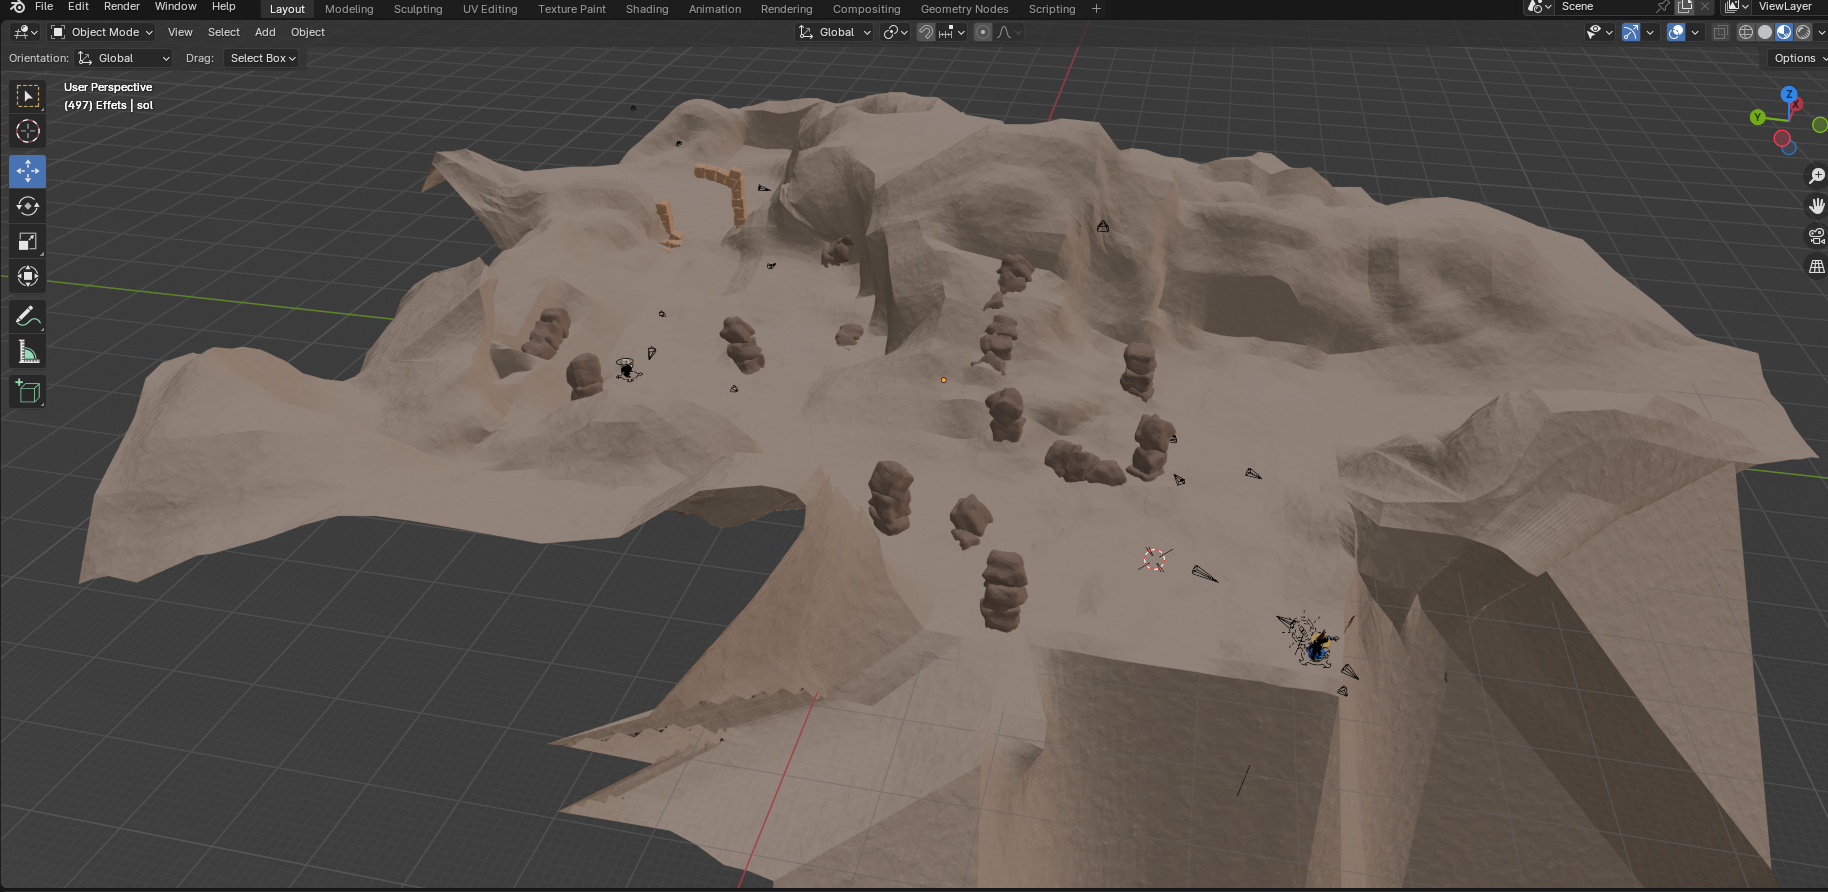 File Edit Render Window Help Layout Modeling Sculpting UV Editing Texture Paint Shading Animation Rendering Compositing Geometry Nodes Scripting + Scene ViewLayer
Object Mode View Select Add Object Global
Orientation: Global Drag: Select Box Options
User Perspective
(497) Effets | sol
Z
X
Y